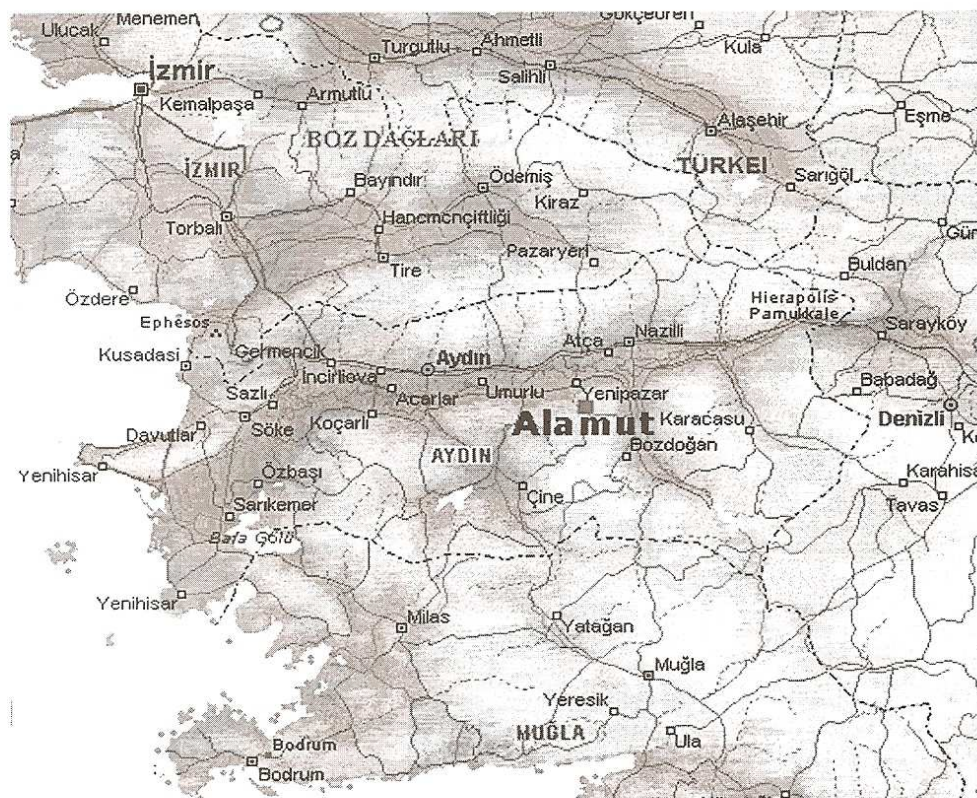 Menemen
Gökçeören
Ulucak
Turgutlu
Ahmetli
Kula
İzmir
Salihli
Kemalpaşa
Armutlu
Eşme
Alaşehir
BOZ DAĞLARI
İZMIR
TÜRKEI
Bayındır
Ödemiş
Kiraz
Sarıgöl
Torbalı
Hancmcnçiftliği
Gür
Pazaryeri
Tire
Buldan
Özdere
Hierapolis
Pamukkale
Ephesos
Nazilli
Sarayköy
Germencik
Atça
Kusadasi
Aydın
İncirliova
Umurlu
Yenipazar
Babadağ
Sazlı
Acarlar
Denizli
Koçarlı
Alamut
Karacasu
Davutlar
Söke
Bozdoğan
AYDIN
Yenihisar
Özbaşı
Karahisa
Çine
Tavas
Sarıkemer
Bafa Gölü
Yenihisar
Milas
Yatağan
Muğla
Yeresik
MUĞLA
Ula
Bodrum
Bodrum